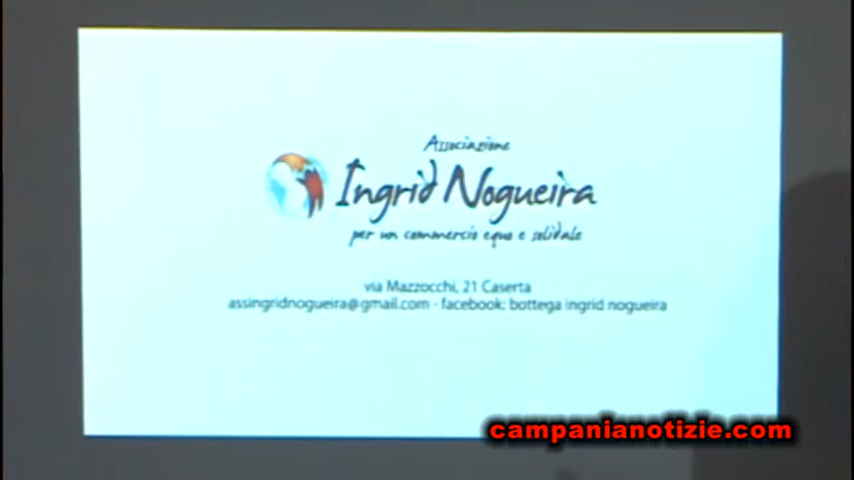 Associazione
Ingrid Nogueira
per un commercio equo e solidale
via Mazzocchi, 21 Caserta
assingridnogueira@gmail.com - facebook: bottega ingrid nogueira
campanianotizie.com